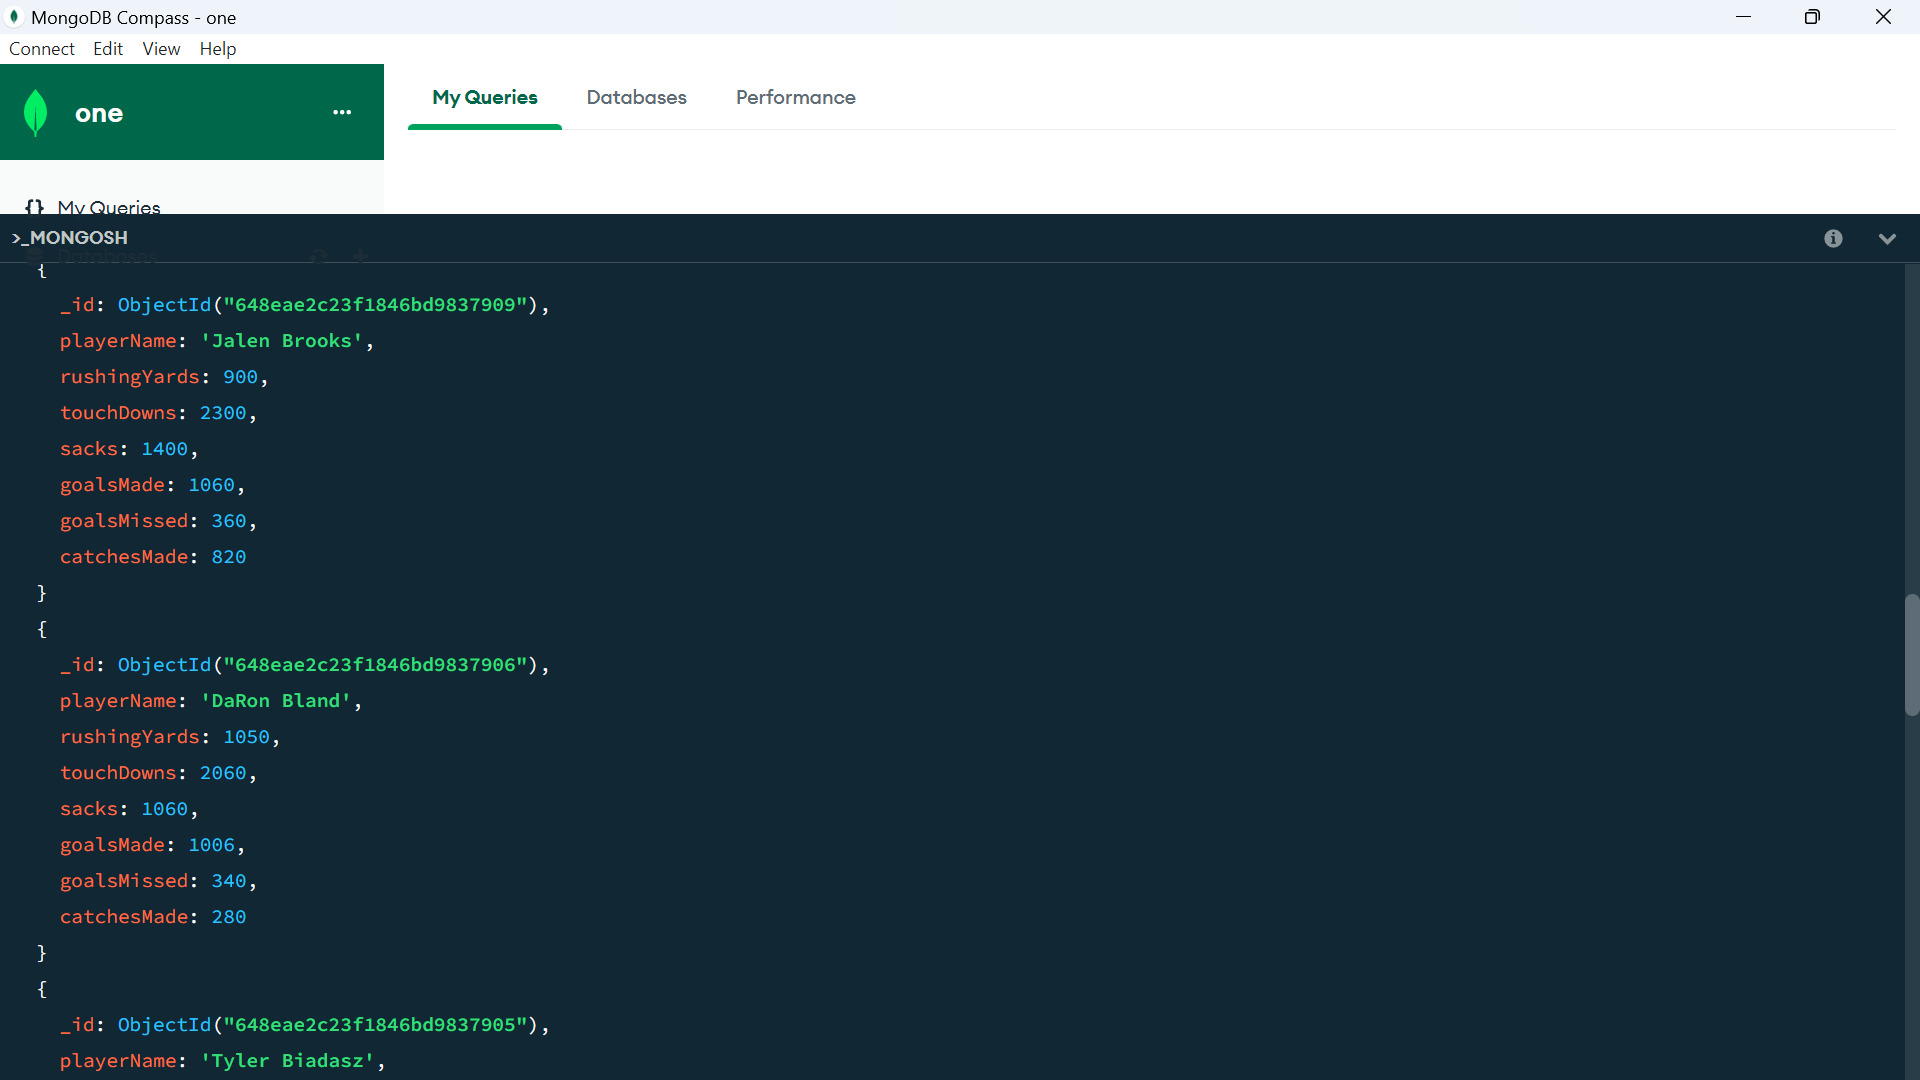 MongoDB Compass - one
Connect Edit View Help
one
My Queries Databases Performance
{} My Queries
>_MONGOSH
Databases
{
_id: ObjectId("648eae2c23f1846bd9837909"),
playerName: 'Jalen Brooks',
rushingYards: 900,
touchDowns: 2300,
sacks: 1400,
goalsMade: 1060,
goalsMissed: 360,
catchesMade: 820
}
{
_id: ObjectId("648eae2c23f1846bd9837906"),
playerName: 'DaRon Bland',
rushingYards: 1050,
touchDowns: 2060,
sacks: 1060,
goalsMade: 1006,
goalsMissed: 340,
catchesMade: 280
}
{
_id: ObjectId("648eae2c23f1846bd9837905"),
playerName: 'Tyler Biadasz',